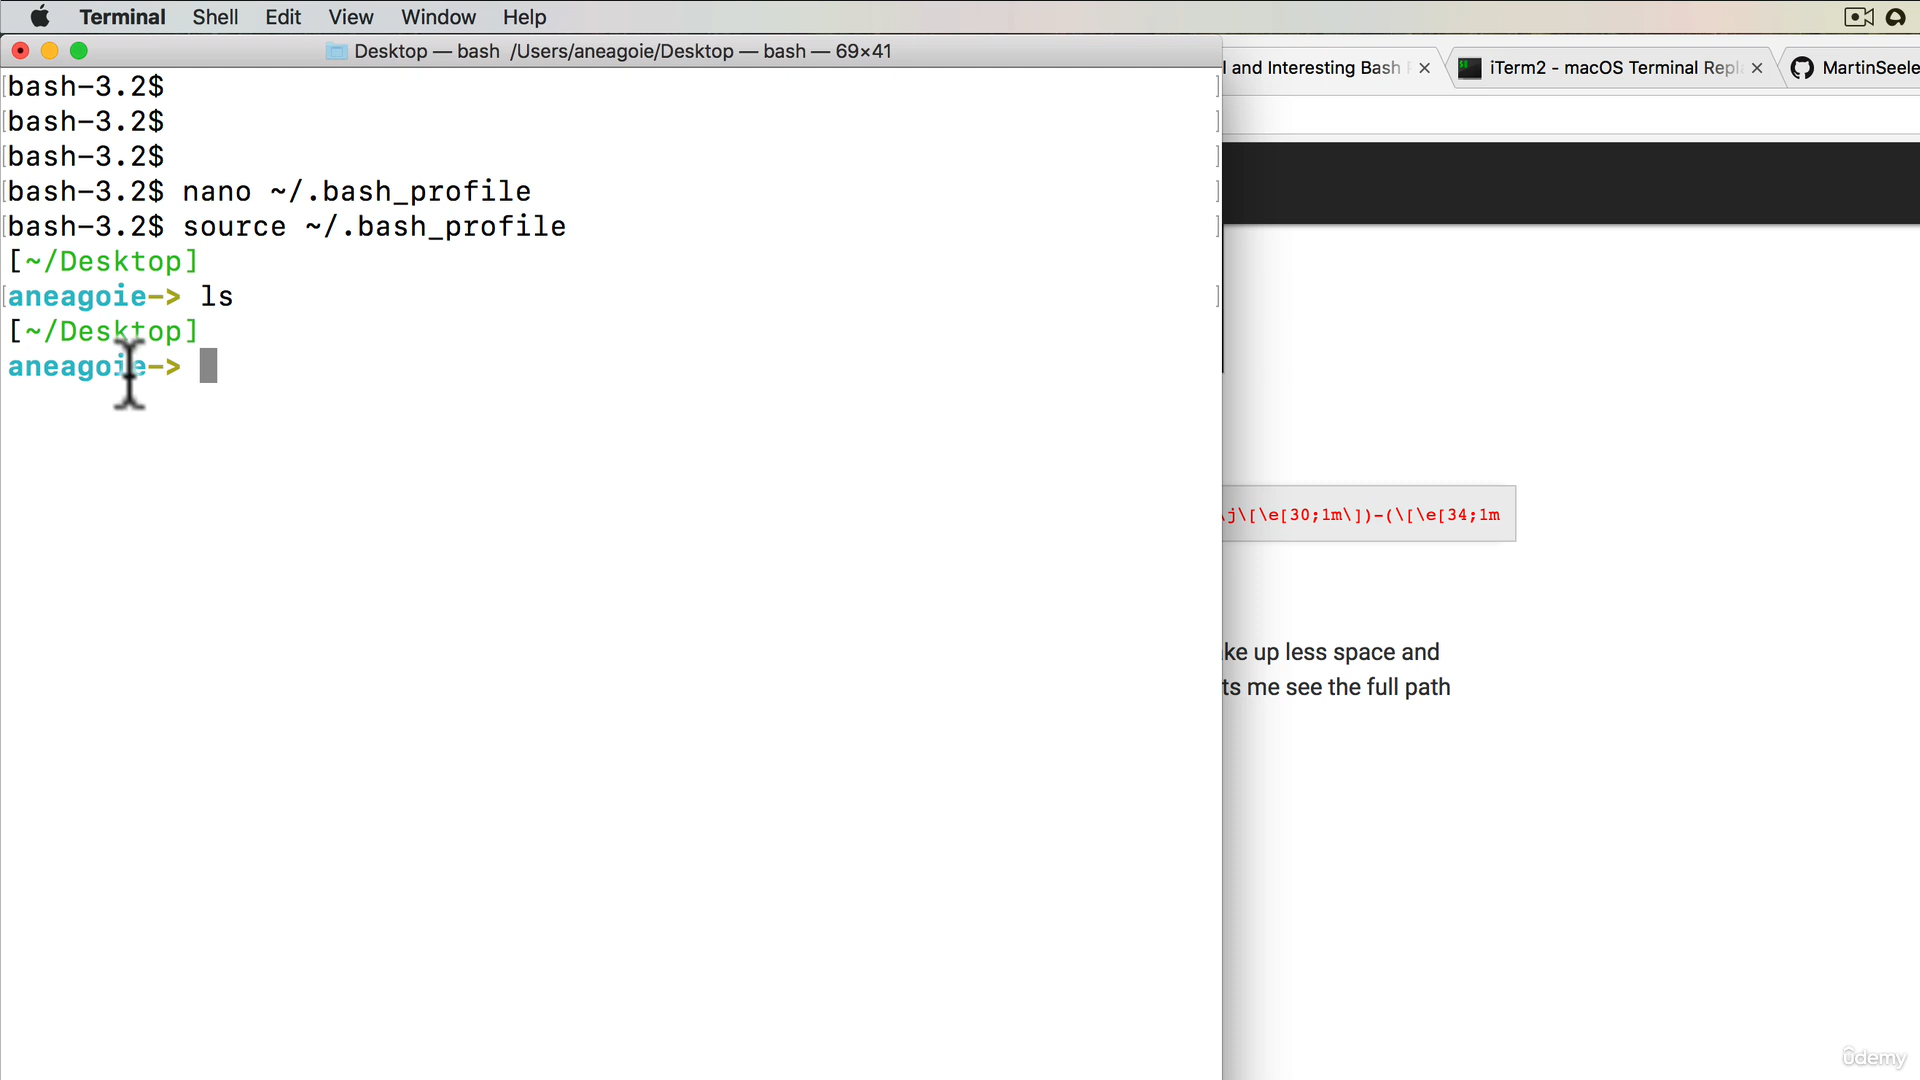 Terminal Shell Edit View Window Help
Desktop — bash /Users/aneagoie/Desktop — bash — 69×41
l and Interesting Bash
iTerm2 - macOS Terminal Repl
MartinSeele
[bash-3.2$ ]
[bash-3.2$ ]
[bash-3.2$ ]
[bash-3.2$ nano ~/.bash_profile ]
[bash-3.2$ source ~/.bash_profile ]
[~/Desktop]
[aneagoie-> ls ]
[~/Desktop]
aneagoie->
\j\[\e[30;1m\])-(\[\e[34;1m
ke up less space and
ts me see the full path
ûdemy